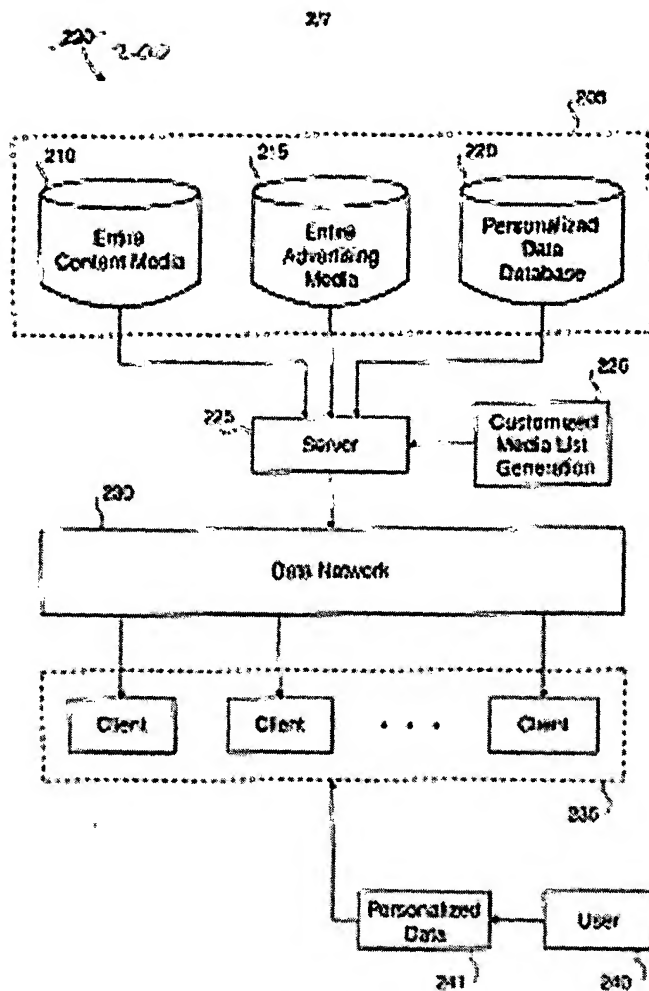 2/7
200
205
210
215
220
Entire
Content Media
Entire
Advertising
Media
Personalized
Data
Database
225
Server
226
Customized
Media List
Generation
230
Data Network
Client
Client
• • •
Client
235
Personalized
Data
User
241
240